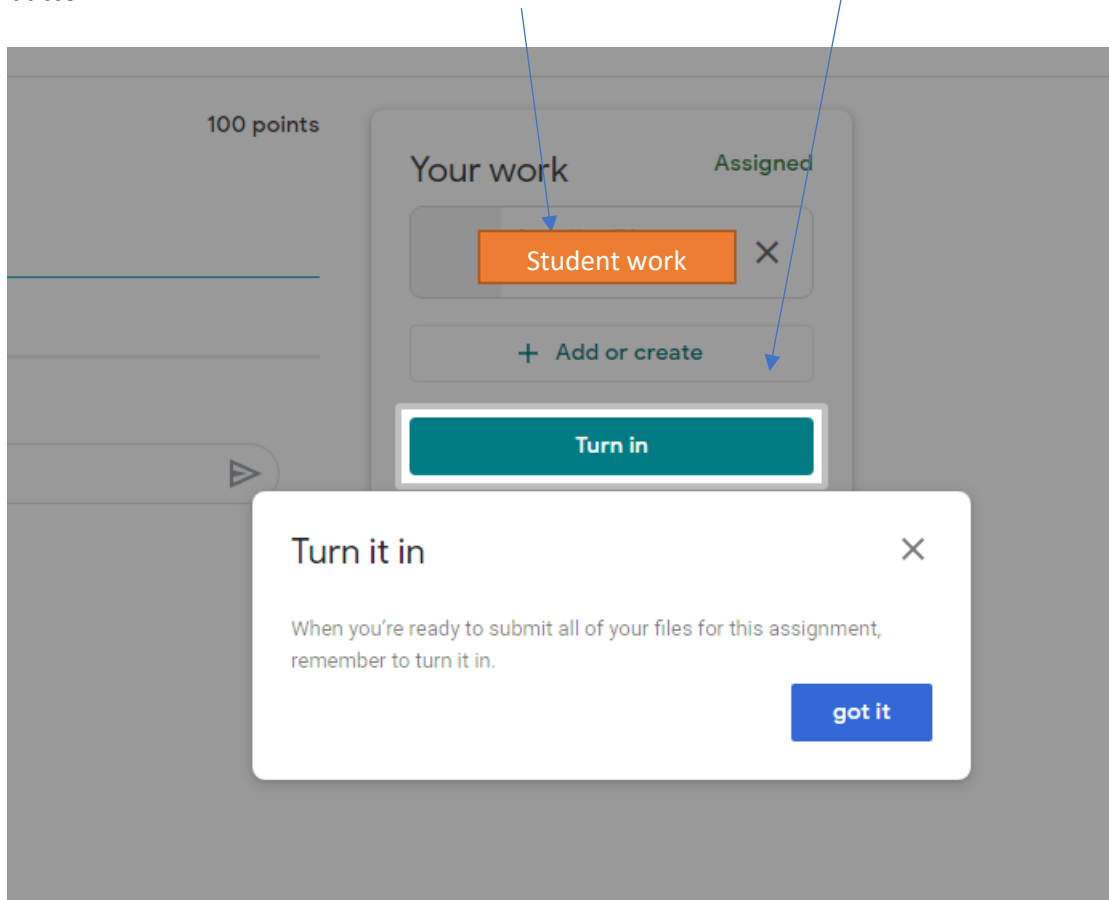 100 points
Your work
Assigned
Student work
+ Add or create
Turn in
Turn it in
When you're ready to submit all of your files for this assignment,
remember to turn it in.
got it